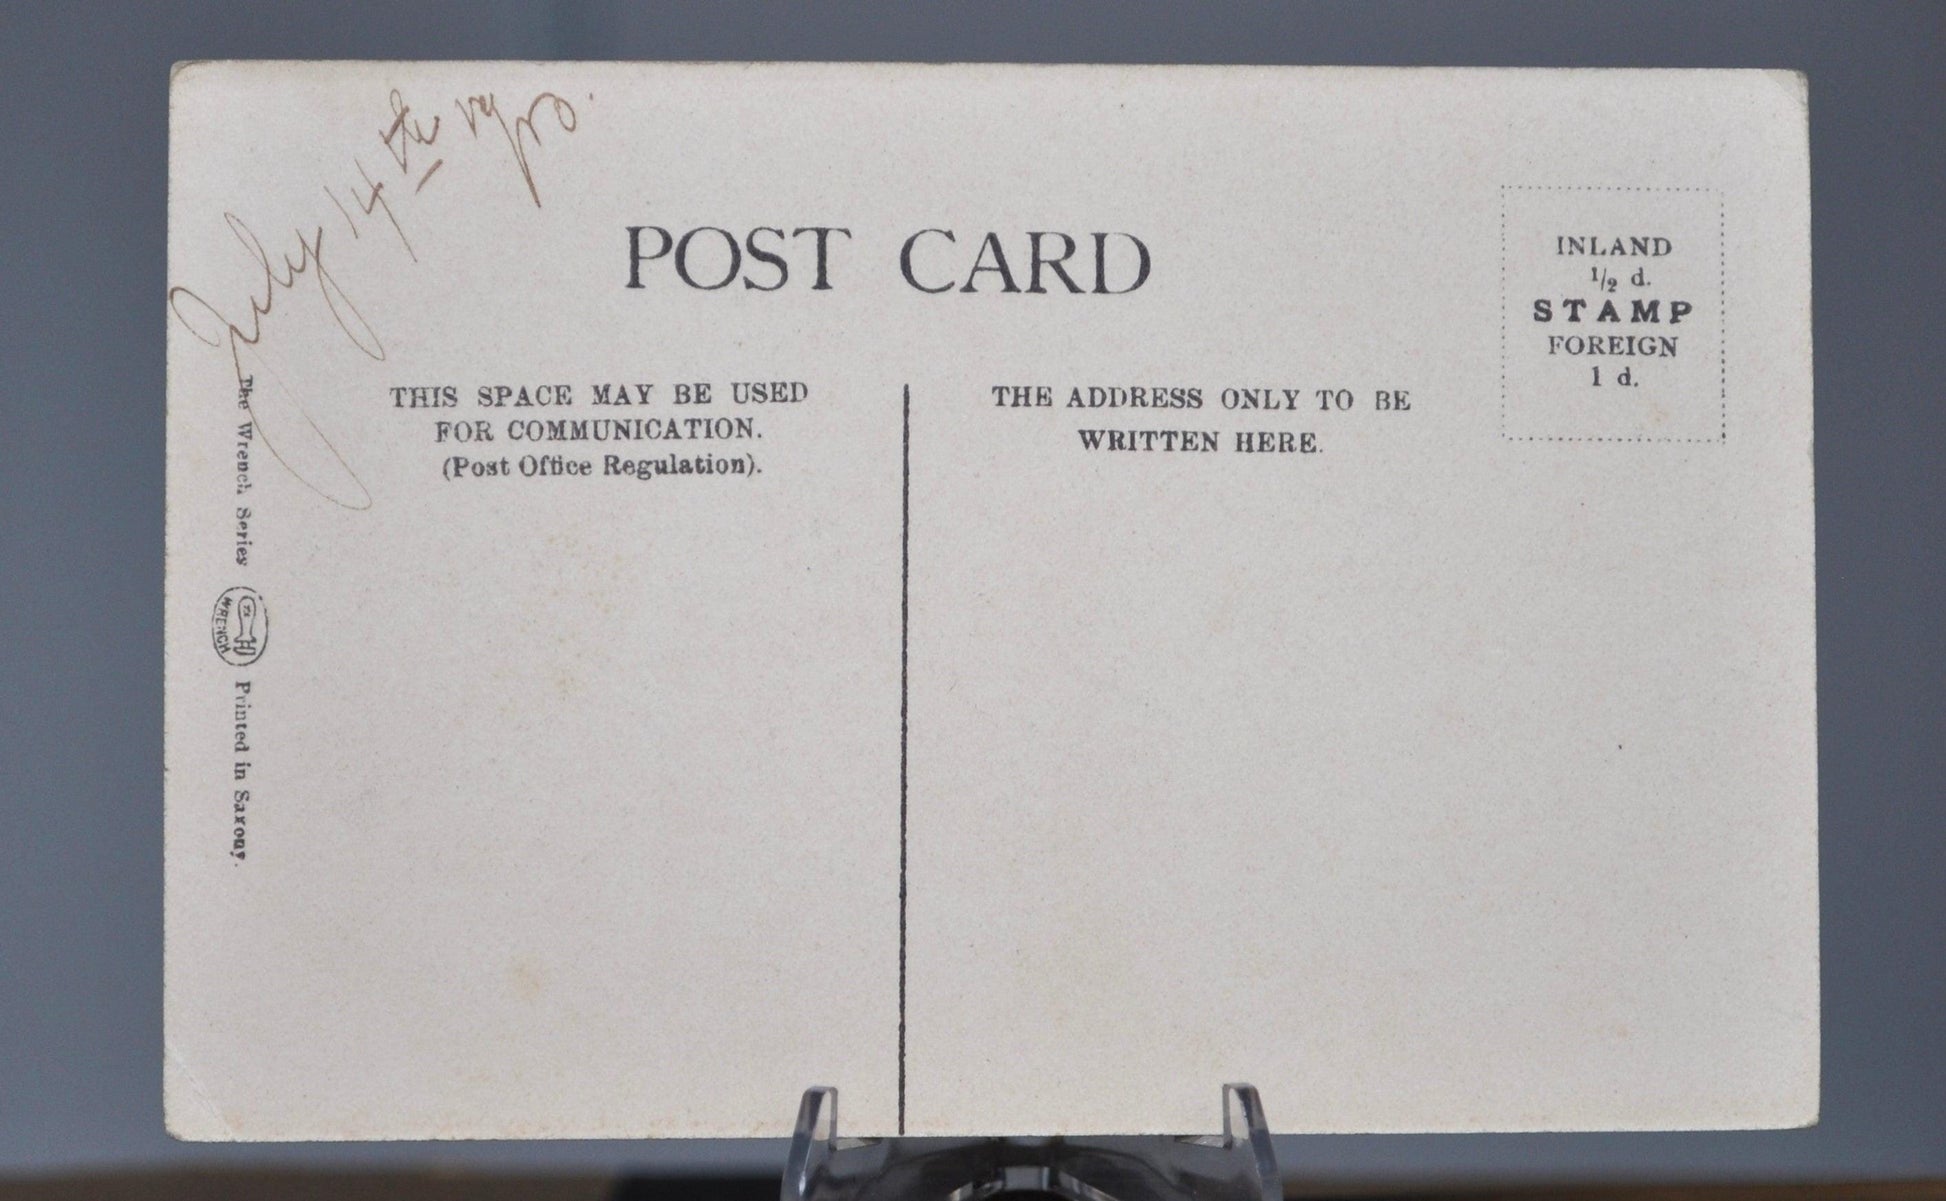 July 14th 1910.
POST CARD
INLAND
½ d.
STAMP
FOREIGN
1 d.
THIS SPACE MAY BE USED
FOR COMMUNICATION.
(Post Office Regulation).
THE ADDRESS ONLY TO BE
WRITTEN HERE.
The Wrench Series WRENCH Printed in Saxony.